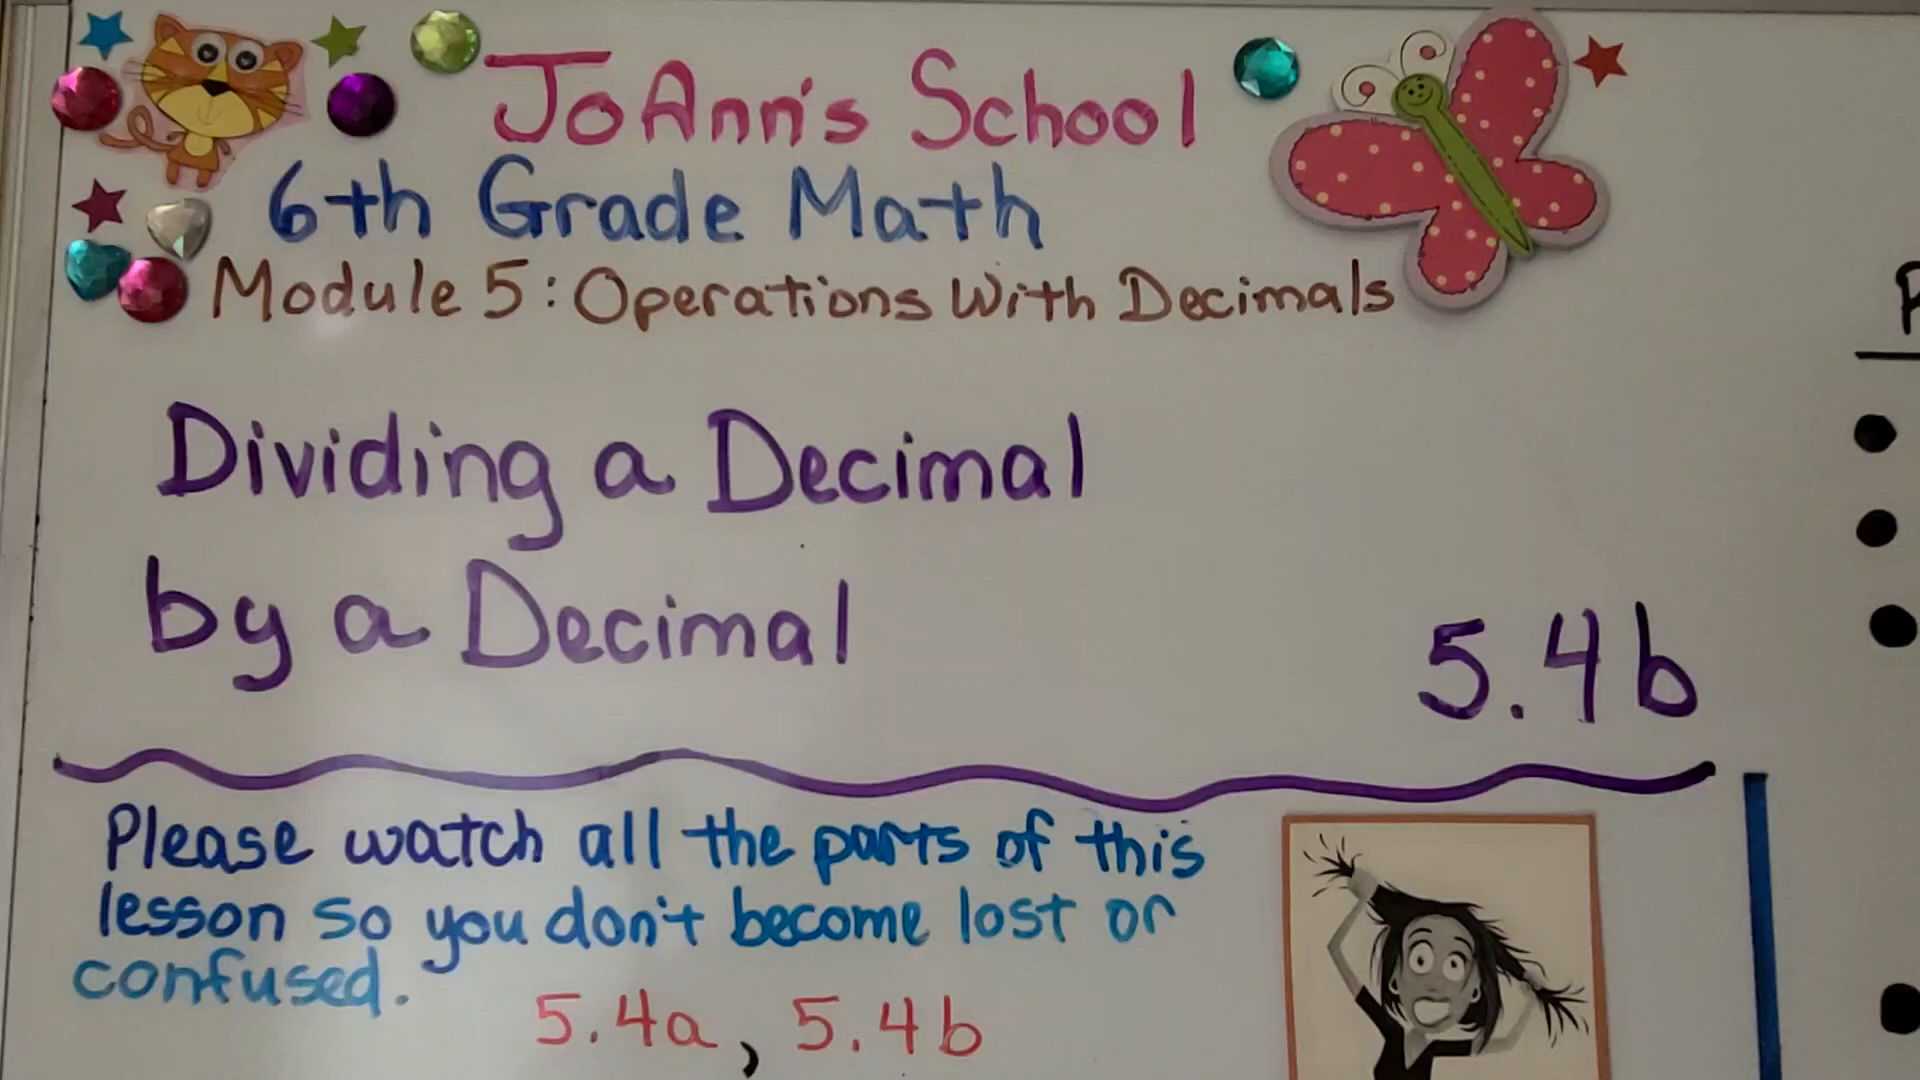 JoAnn's School
6th Grade Math
Module 5: Operations With Decimals
Dividing a Decimal
by a Decimal
5.4b
Please watch all the parts of this
lesson so you don't become lost or
confused.
5.4a, 5.4b